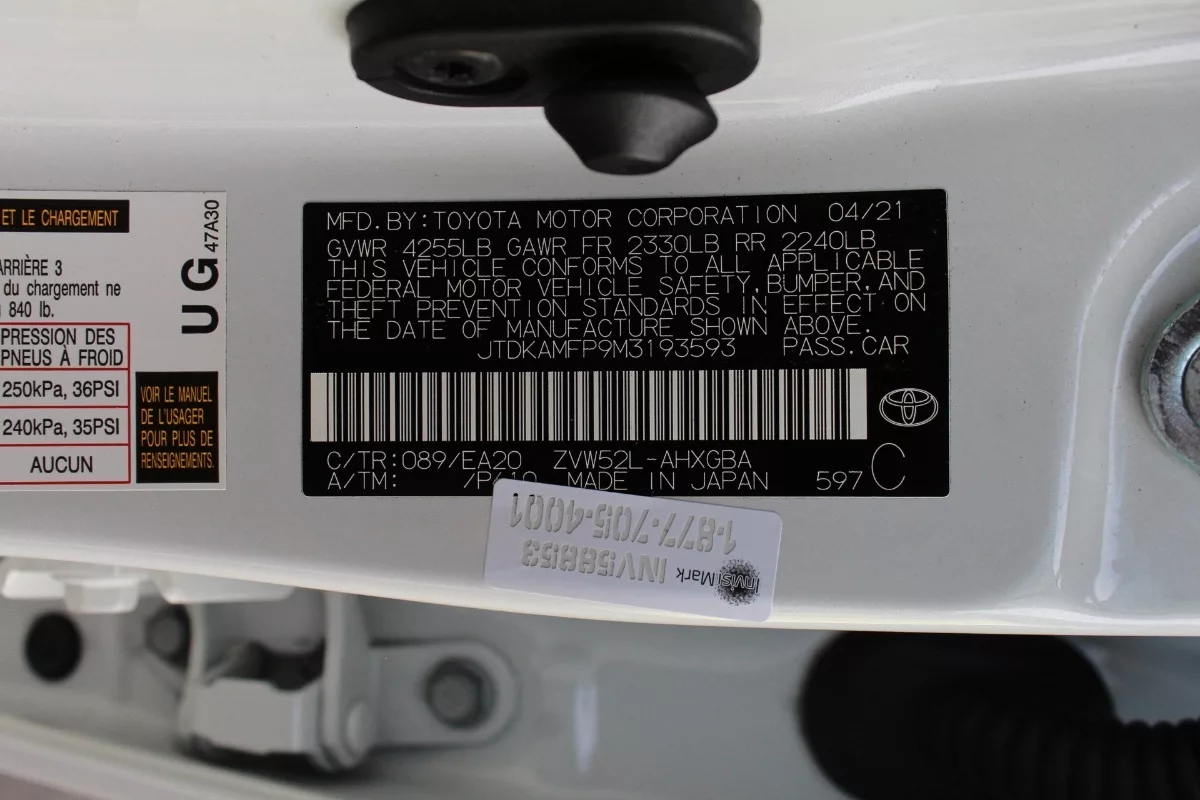 ET LE CHARGEMENT
47A30
UG
ARRIÈRE 3
du chargement ne
840 lb.
PRESSION DES
PNEUS À FROID
250kPa, 36PSI
240kPa, 35PSI
AUCUN
VOIR LE MANUEL
DE L'USAGER
POUR PLUS DE
RENSEIGNEMENTS.
MFD. BY: TOYOTA MOTOR CORPORATION 04/21
GVWR 4255LB GAWR FR 2330LB RR 2240LB
THIS VEHICLE CONFORMS TO ALL APPLICABLE
FEDERAL MOTOR VEHICLE SAFETY, BUMPER, AND
THEFT PREVENTION STANDARDS IN EFFECT ON
THE DATE OF MANUFACTURE SHOWN ABOVE.
JTDKAMFP9M3193593 PASS. CAR
C/TR: 089/EA20 ZVW52L-AHXGBA
A/TM: MADE IN JAPAN 597 C
InVisiMark
INV58853
1-877-705-4001